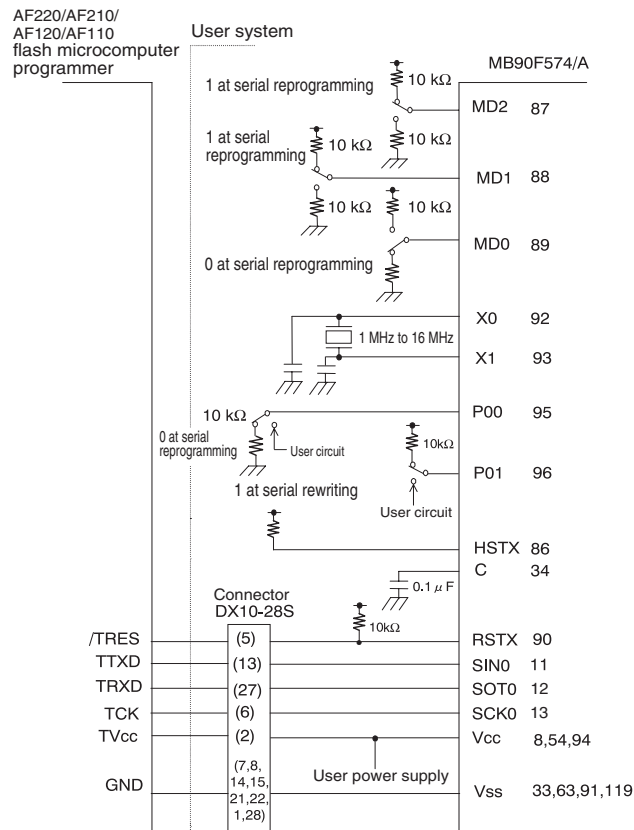 AF220/AF210/
AF120/AF110
flash microcomputer
programmer
User system
MB90F574/A
1 at serial reprogramming
10 kΩ
10 kΩ
MD2 87
1 at serial
reprogramming
10 kΩ
10 kΩ
MD1 88
10 kΩ
MD0 89
0 at serial reprogramming
X0 92
1 MHz to 16 MHz
X1 93
P00 95
10 kΩ
0 at serial
reprogramming
User circuit
10kΩ
P01 96
1 at serial rewriting
User circuit
HSTX 86
C 34
0.1 μ F
Connector
DX10-28S
10kΩ
/TRES (5) RSTX 90
TTXD (13) SIN0 11
TRXD (27) SOT0 12
TCK (6) SCK0 13
TVcc (2) Vcc 8,54,94
User power supply
GND
(7,8,
14,15,
21,22,
1,28)
Vss 33,63,91,119